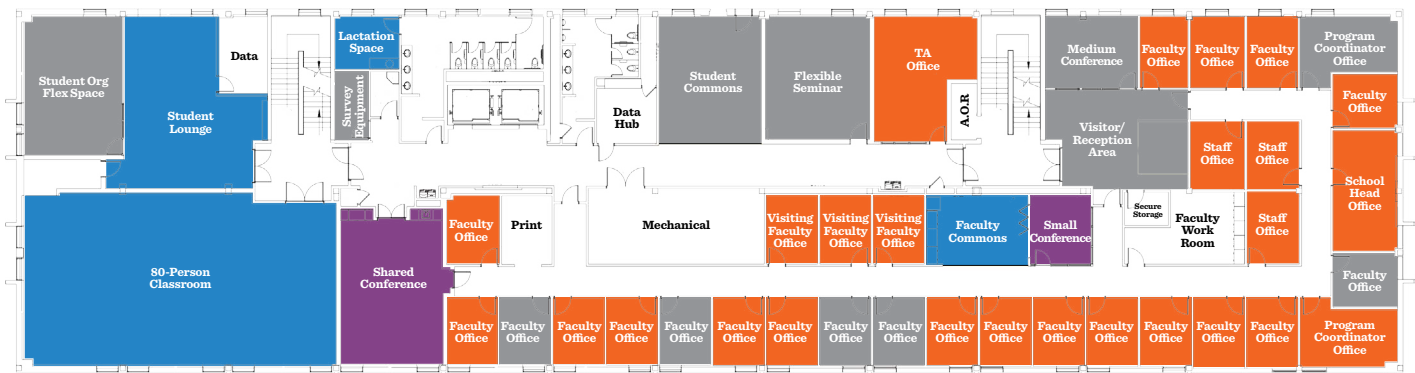 Student Org
Flex Space
Student
Lounge
Data
Lactation
Space
Survey
Equipment
Data
Hub
Student
Commons
Flexible
Seminar
TA
Office
A.O.R
Medium
Conference
Faculty
Office
Faculty
Office
Faculty
Office
Program
Coordinator
Office
Faculty
Office
Visitor/
Reception
Area
Staff
Office
Staff
Office
School
Head
Office
80-Person
Classroom
Shared
Conference
Faculty
Office
Print
Mechanical
Visiting
Faculty
Office
Visiting
Faculty
Office
Visiting
Faculty
Office
Faculty
Commons
Small
Conference
Secure
Storage
Faculty
Work
Room
Staff
Office
Faculty
Office
Faculty
Office
Faculty
Office
Faculty
Office
Faculty
Office
Faculty
Office
Faculty
Office
Faculty
Office
Faculty
Office
Faculty
Office
Faculty
Office
Faculty
Office
Faculty
Office
Faculty
Office
Faculty
Office
Faculty
Office
Faculty
Office
Program
Coordinator
Office